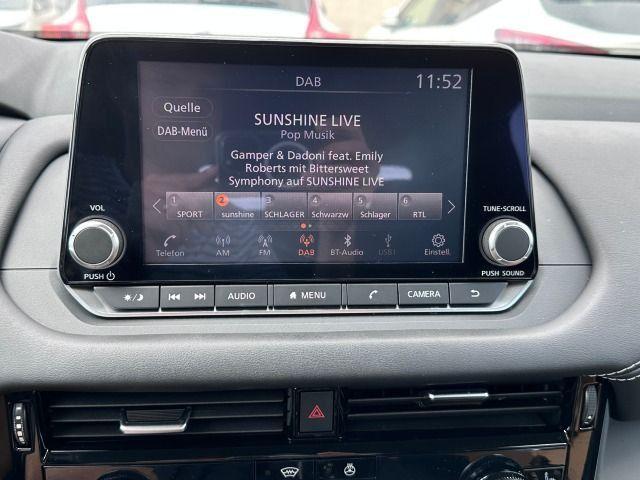 DAB
11:52
Quelle
DAB-Menü
SUNSHINE LIVE
Pop Musik
Gamper & Dadoni feat. Emily
Roberts mit Bittersweet
Symphony auf SUNSHINE LIVE
1 SPORT
2 sunshine
3 SCHLAGER
4 Schwarzw
5 Schlager
6 RTL
Telefon
AM
FM
DAB
BT-Audio
USB1
Einstell.
VOL
PUSH
TUNE·SCROLL
PUSH SOUND
AUDIO
MENU
CAMERA